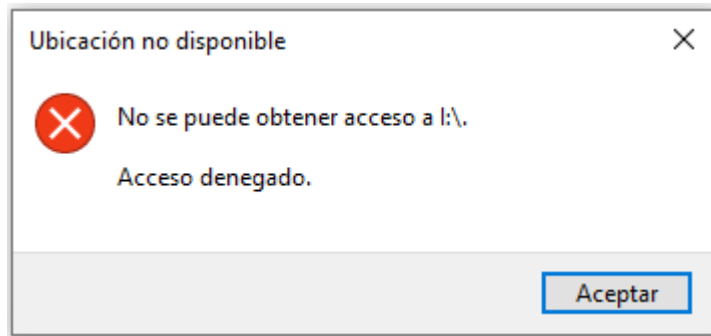 Ubicación no disponible
No se puede obtener acceso a I:\.
Acceso denegado.
Aceptar